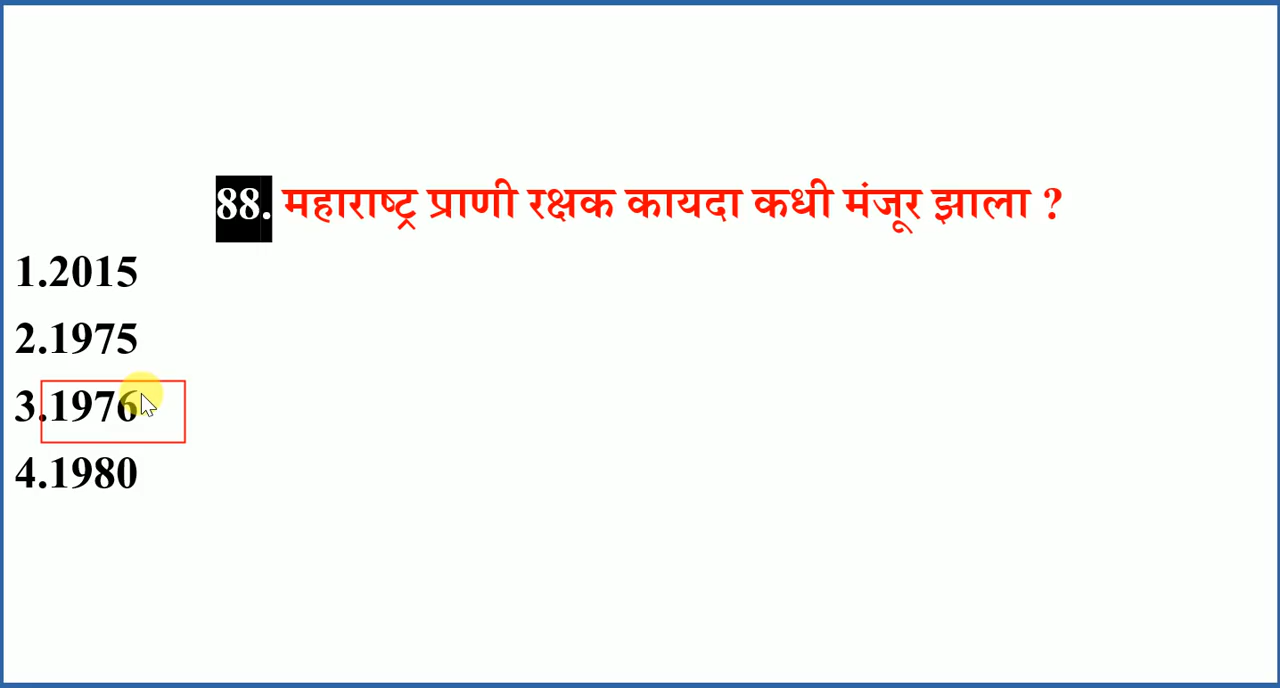 88. महाराष्ट्र प्राणी रक्षक कायदा कधी मंजूर झाला ?
1.2015
2.1975
3.1976
4.1980